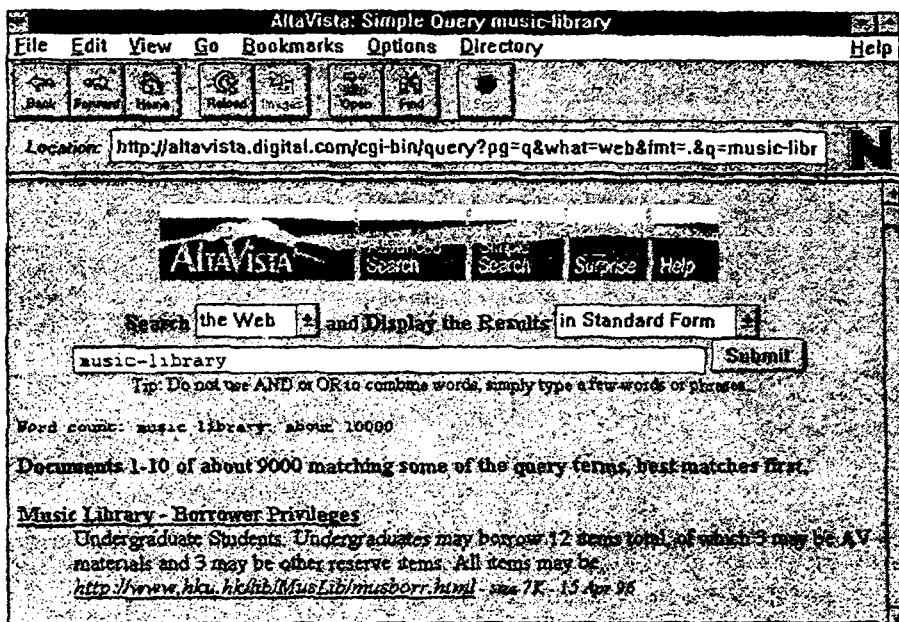 AltaVista: Simple Query music-library
File Edit View Go Bookmarks Options Directory Help
Back Forward Home Reload Images Open Find Stop
Location: http://altavista.digital.com/cgi-bin/query?pg=q&what=web&fmt=.&q=music-libr N
ALTAVISTA Search Search Surprise Help
Search the Web and Display the Results in Standard Form
music-library Submit
Tip: Do not use AND or OR to combine words, simply type a few words or phrases.
Word count: music library: about 10000
Documents 1-10 of about 9000 matching some of the query terms, best matches first.
Music Library - Borrower Privileges
Undergraduate Students. Undergraduates may borrow 12 items total, of which 3 may be AV
materials and 3 may be other reserve items. All items may be
http://www.hku.hk/lib/MusLib/musborr.html - size 7K - 15 Apr 96